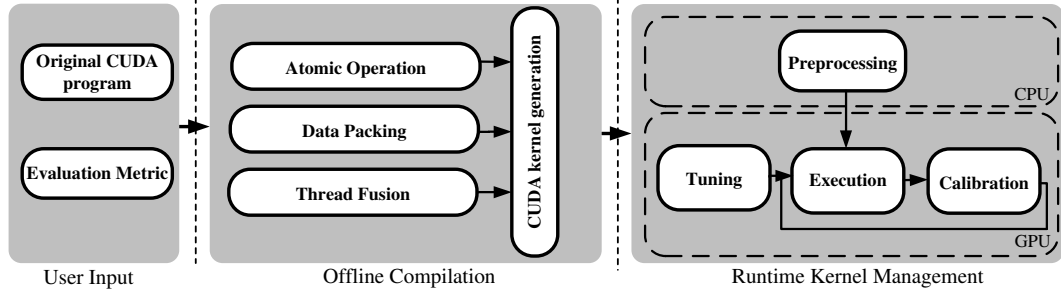 Original CUDA
program
Evaluation Metric
User Input
Atomic Operation
Data Packing
Thread Fusion
CUDA kernel generation
Offline Compilation
Preprocessing
CPU
Tuning
Execution
Calibration
GPU
Runtime Kernel Management